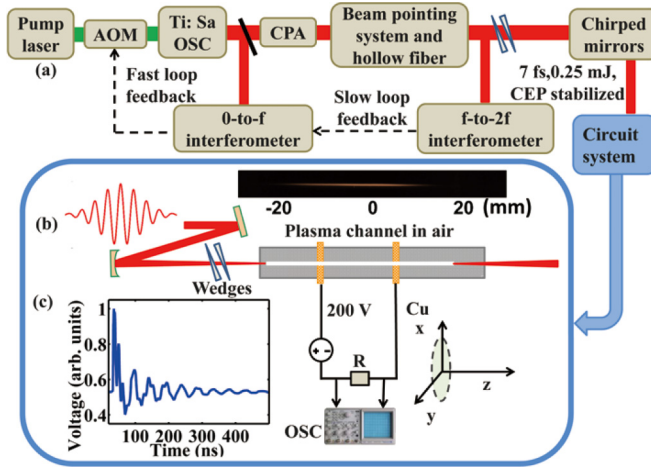 Pump
laser
AOM
Ti: Sa
OSC
CPA
Beam pointing
system and
hollow fiber
Chirped
mirrors
(a)
Fast loop
feedback
0-to-f
interferometer
Slow loop
feedback
f-to-2f
interferometer
7 fs,0.25 mJ,
CEP stabilized
Circuit
system
(b)
-20
0
20
(mm)
Plasma channel in air
Wedges
(c)
Voltage (arb. units)
1
0.8
0.6
0.4
100
200
300
400
Time (ns)
200 V
R
OSC
Cu
x
y
z